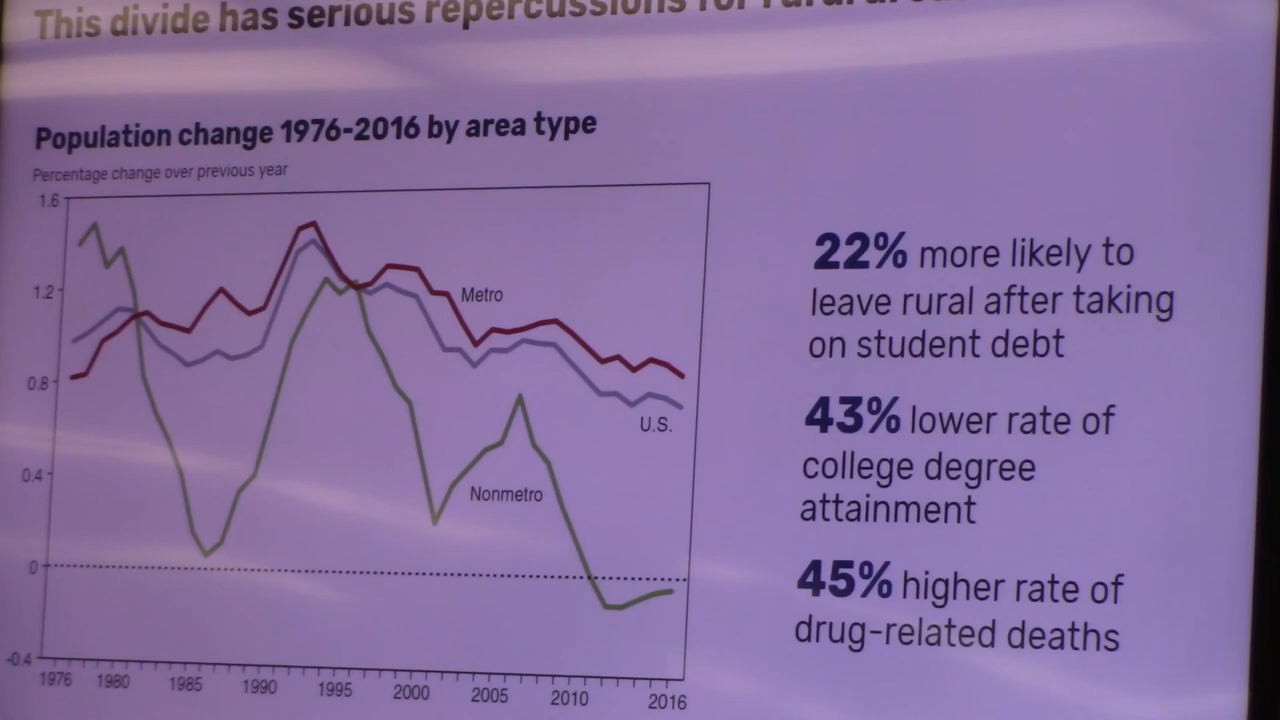 This divide has serious repercussions for rural
Population change 1976-2016 by area type
Percentage change over previous year
1.6
1.2
0.8
0.4
0
-0.4
Metro
U.S.
Nonmetro
1976 1980 1985 1990 1995 2000 2005 2010 2016
22% more likely to
leave rural after taking
on student debt
43% lower rate of
college degree
attainment
45% higher rate of
drug-related deaths